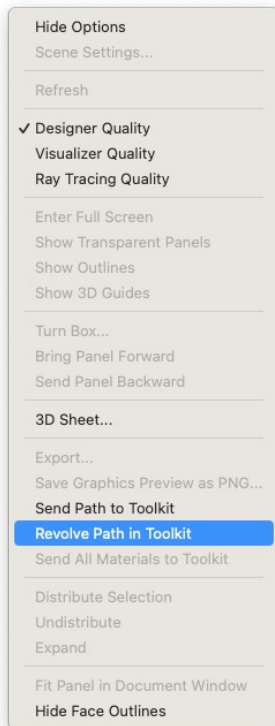 Hide Options
Scene Settings...
Refresh
✓ Designer Quality
Visualizer Quality
Ray Tracing Quality
Enter Full Screen
Show Transparent Panels
Show Outlines
Show 3D Guides
Turn Box...
Bring Panel Forward
Send Panel Backward
3D Sheet...
Export...
Save Graphics Preview as PNG...
Send Path to Toolkit
Revolve Path in Toolkit
Send All Materials to Toolkit
Distribute Selection
Undistribute
Expand
Fit Panel in Document Window
Hide Face Outlines